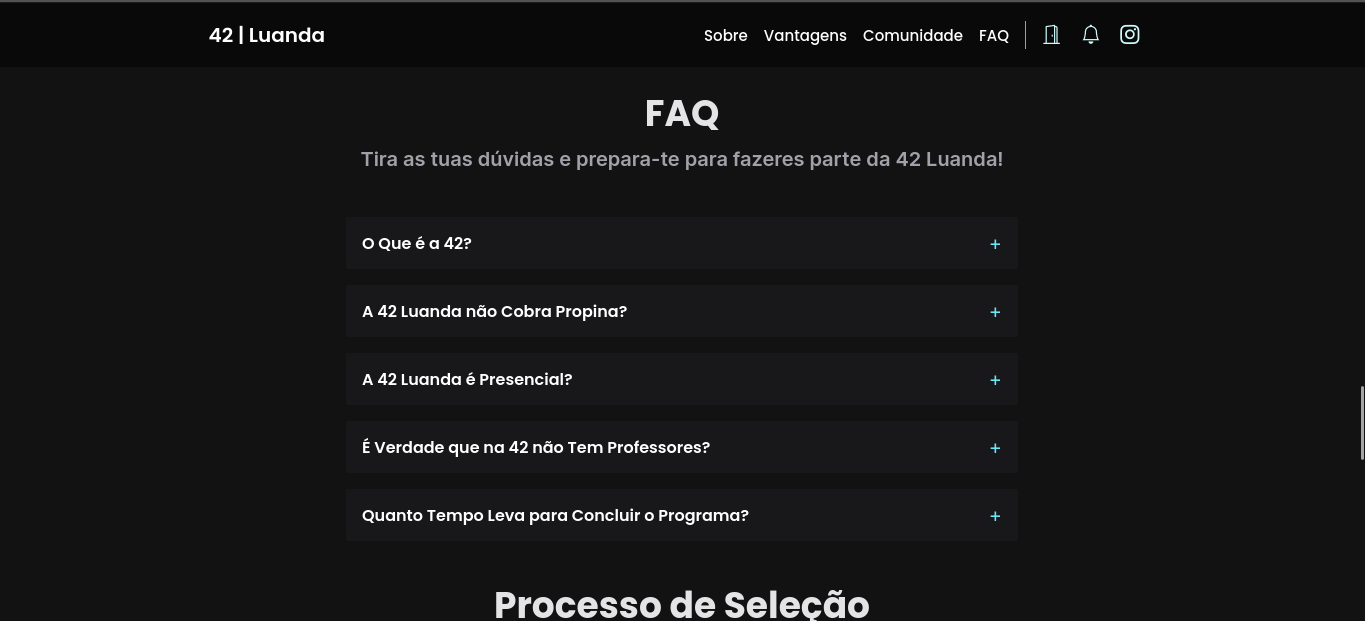 42 | Luanda
Sobre Vantagens Comunidade FAQ
FAQ
Tira as tuas dúvidas e prepara-te para fazeres parte da 42 Luanda!
O Que é a 42? +
A 42 Luanda não Cobra Propina? +
A 42 Luanda é Presencial? +
É Verdade que na 42 não Tem Professores? +
Quanto Tempo Leva para Concluir o Programa? +
Processo de Seleção